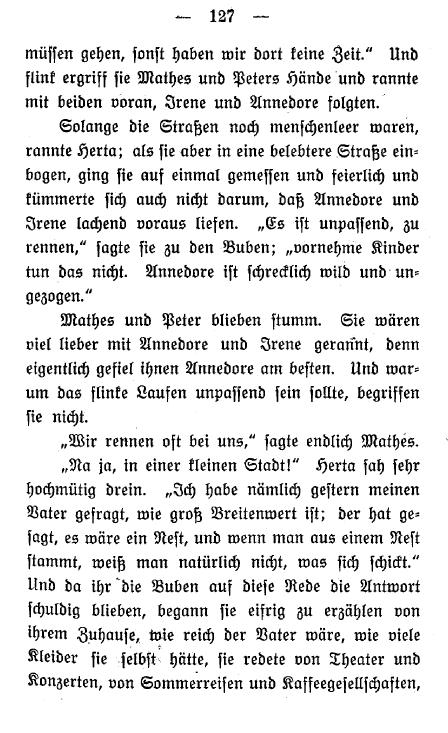 — 127 —
müssen gehen, sonst haben wir dort keine Zeit.“ Und
flink ergriff sie Mathes und Peters Hände und rannte
mit beiden voran, Irene und Annedore folgten.
Solange die Straßen noch menschenleer waren,
rannte Herta; als sie aber in eine belebtere Straße ein-
bogen, ging sie auf einmal gemessen und feierlich und
kümmerte sich auch nicht darum, daß Annedore und
Irene lachend voraus liefen. „Es ist unpassend, zu
rennen,“ sagte sie zu den Buben; „vornehme Kinder
tun das nicht. Annedore ist schrecklich wild und un-
gezogen.“
Mathes und Peter blieben stumm. Sie wären
viel lieber mit Annedore und Irene gerannt, denn
eigentlich gefiel ihnen Annedore am besten. Und war-
um das flinke Laufen unpassend sein sollte, begriffen
sie nicht.
„Wir rennen oft bei uns,“ sagte endlich Mathes.
„Na ja, in einer kleinen Stadt!“ Herta sah sehr
hochmütig drein. „Ich habe nämlich gestern meinen
Vater gefragt, wie groß Breitenwert ist; der hat ge-
sagt, es wäre ein Nest, und wenn man aus einem Nest
stammt, weiß man natürlich nicht, was sich schickt.“
Und da ihr die Buben auf diese Rede die Antwort
schuldig blieben, begann sie eifrig zu erzählen von
ihrem Zuhause, wie reich der Vater wäre, wie viele
Kleider sie selbst hätte, sie redete von Theater und
Konzerten, von Sommerreisen und Kaffeegesellschaften,